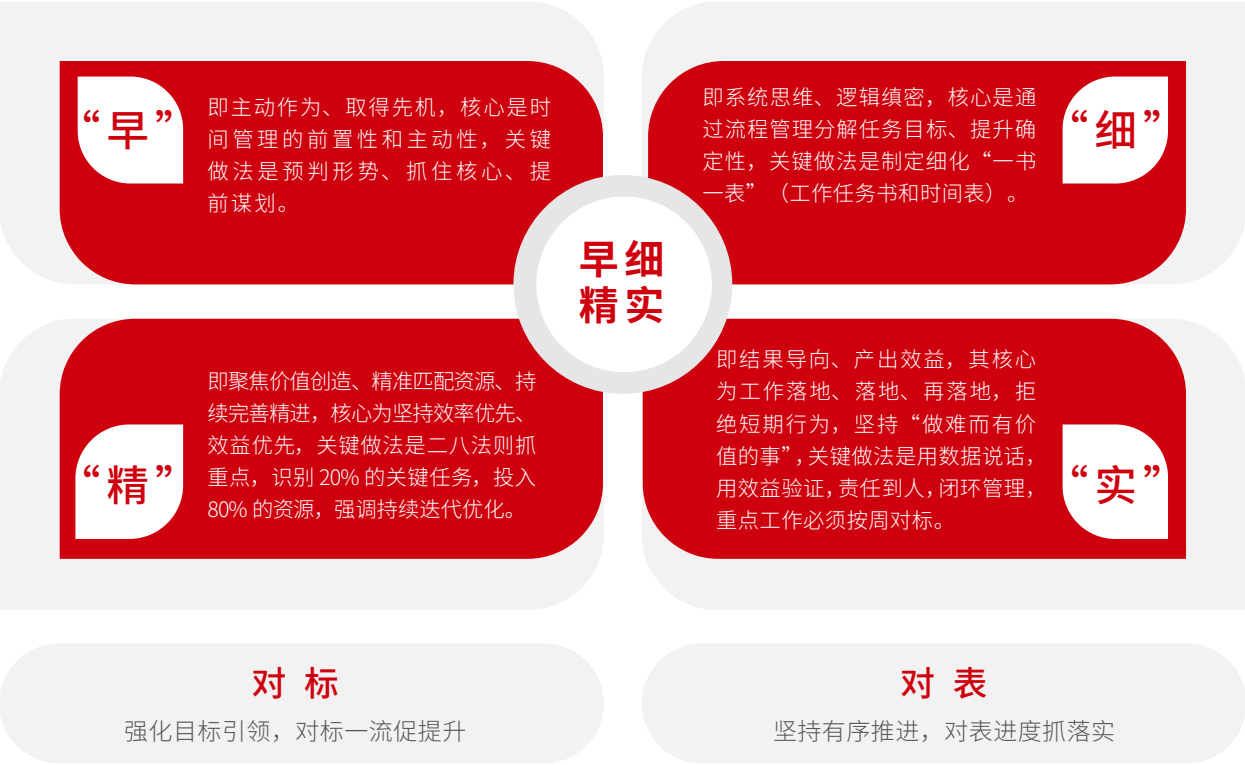 “早”
即主动作为、取得先机，核心是时
间管理的前置性和主动性，关键
做法是预判形势、抓住核心、提
前谋划。
“细”
即系统思维、逻辑缜密，核心是通
过流程管理分解任务目标、提升确
定性，关键做法是制定细化“一书
一表”（工作任务书和时间表）。
早细
精实
“精”
即聚焦价值创造、精准匹配资源、持
续完善精进，核心为坚持效率优先、
效益优先，关键做法是二八法则抓
重点，识别 20% 的关键任务，投入
80% 的资源，强调持续迭代优化。
“实”
即结果导向、产出效益，其核心
为工作落地、落地、再落地，拒
绝短期行为，坚持“做难而有价
值的事”，关键做法是用数据说话，
用效益验证，责任到人，闭环管理，
重点工作必须按周对标。
对标
强化目标引领，对标一流促提升
对表
坚持有序推进，对表进度抓落实